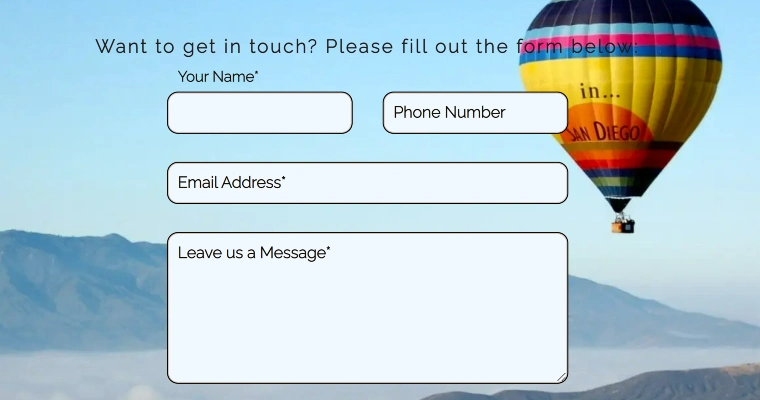 Want to get in touch? Please fill out the form below:
Your Name*
Phone Number
in...
SAN DIEGO
Email Address*
Leave us a Message*